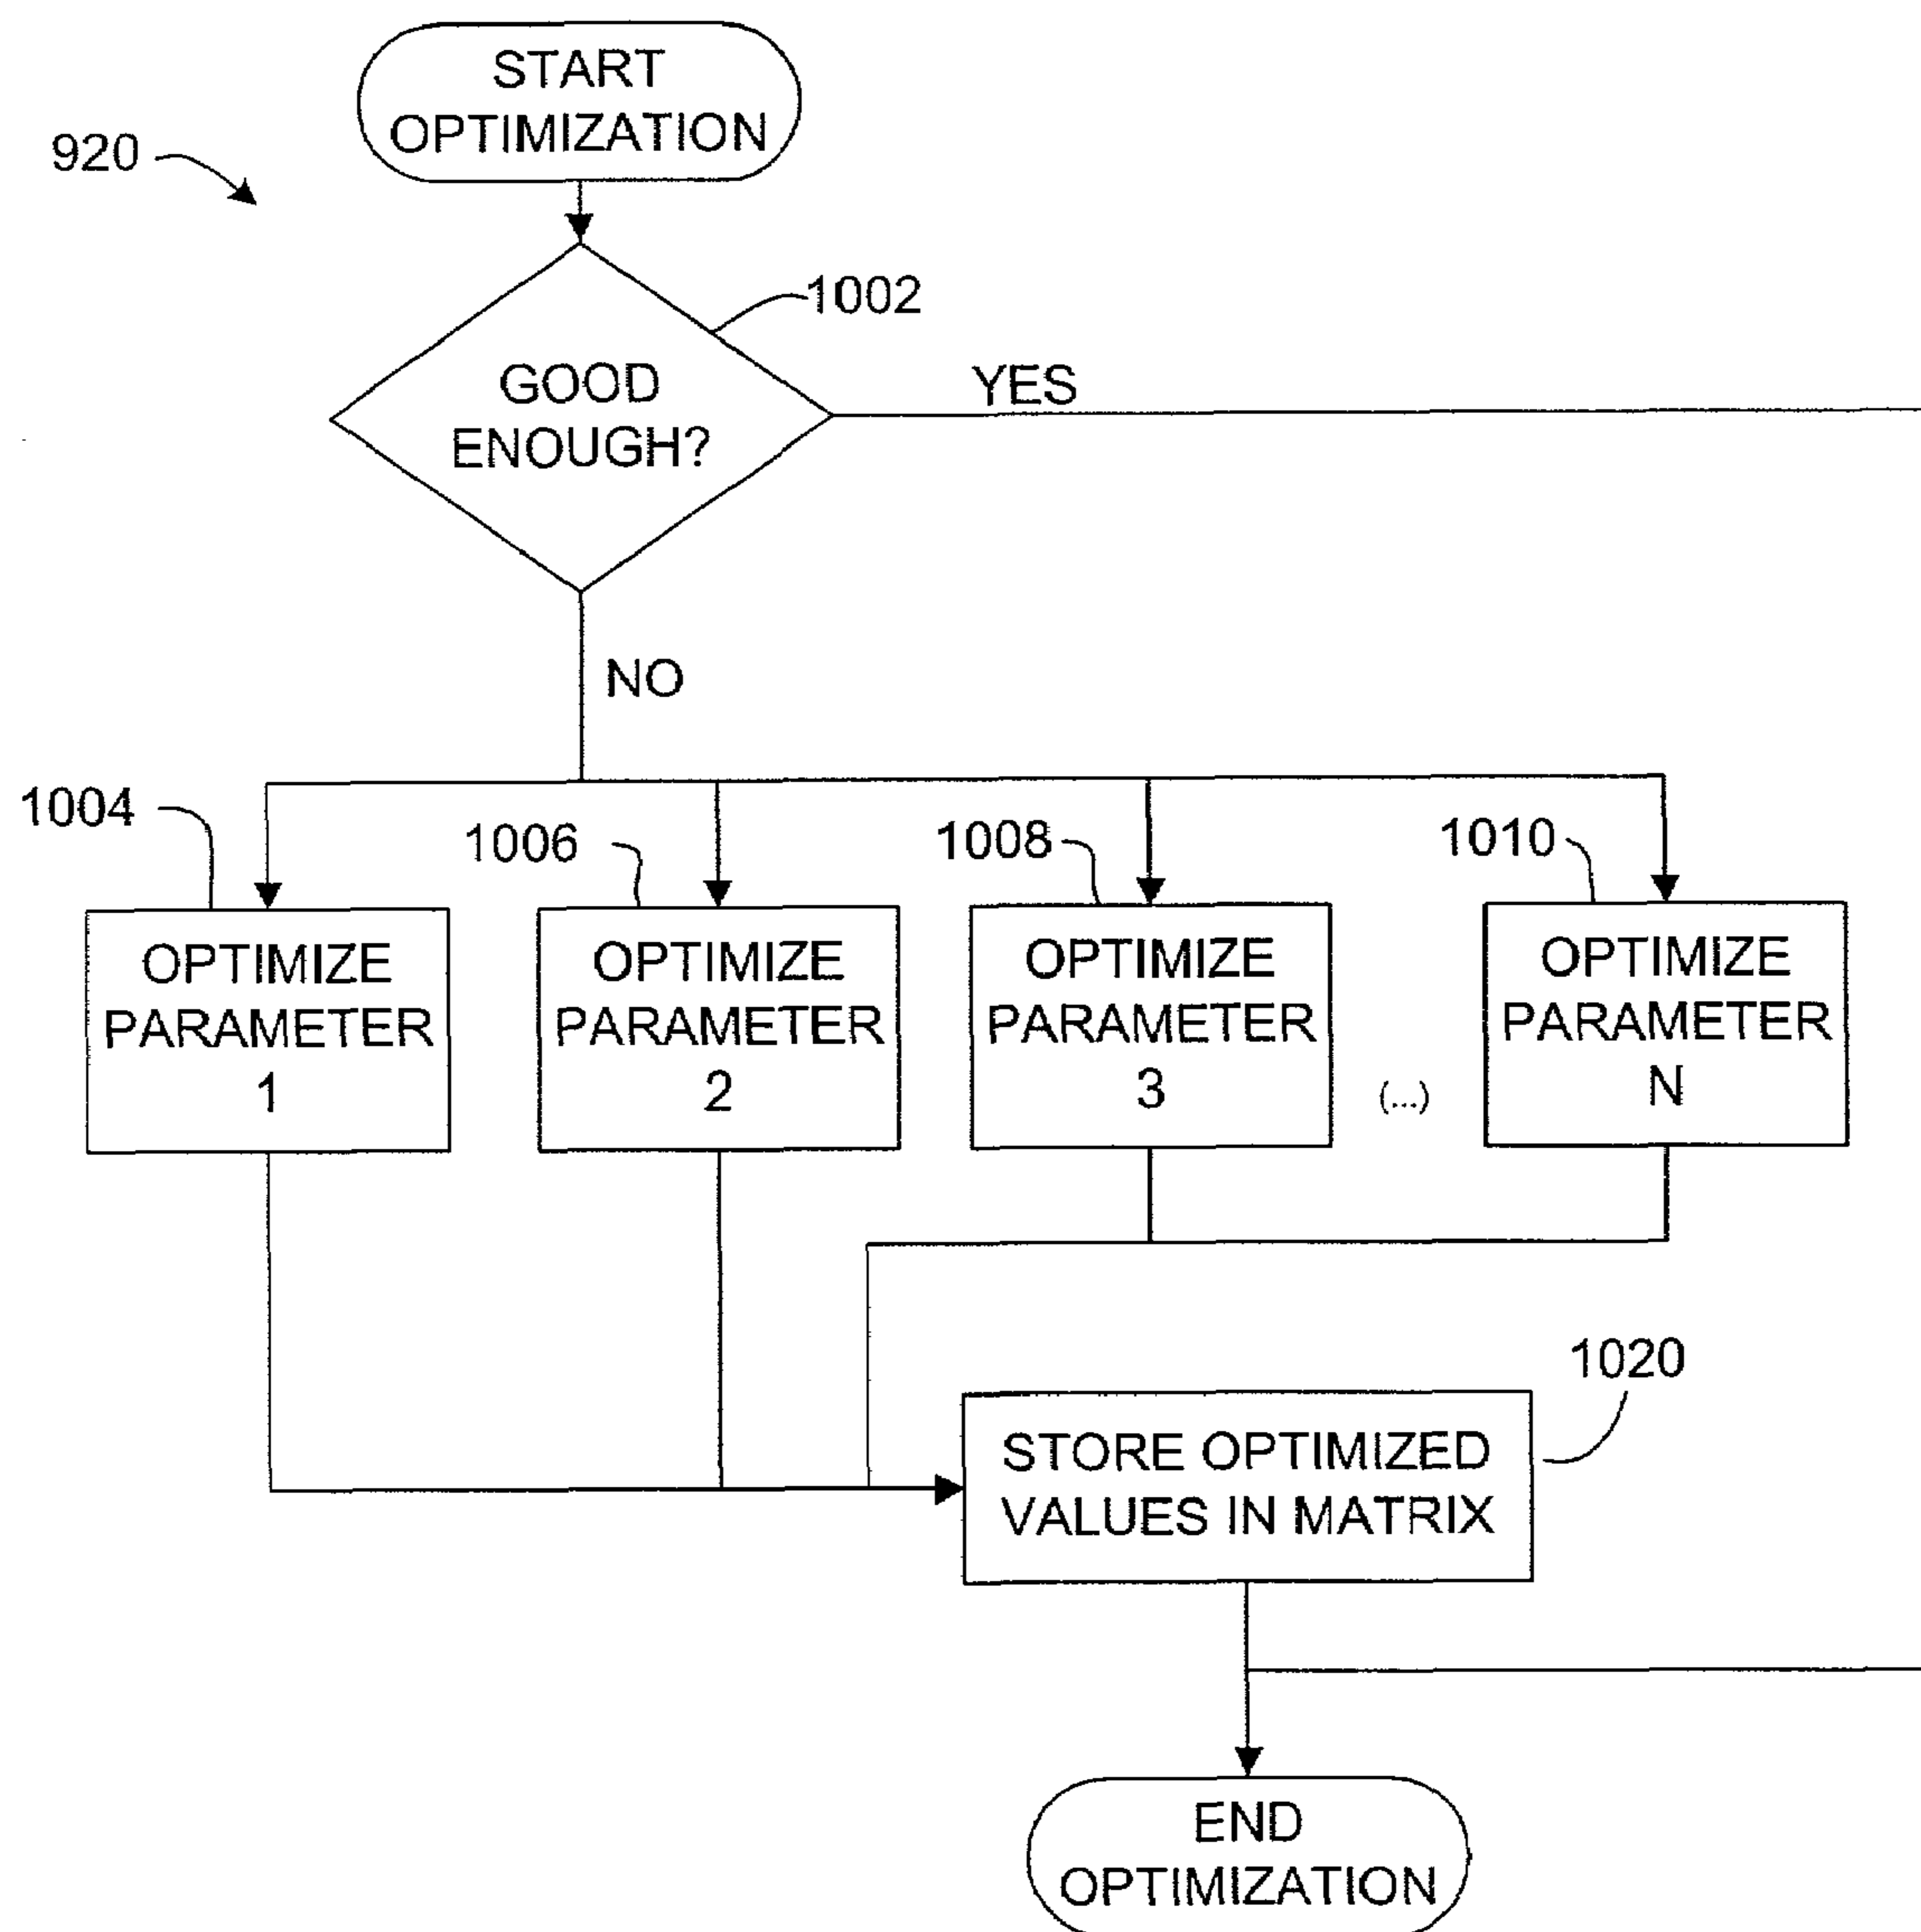 START
OPTIMIZATION
920
1002
GOOD
ENOUGH?
YES
NO
1004
1006
1008
1010
OPTIMIZE
PARAMETER
1
OPTIMIZE
PARAMETER
2
OPTIMIZE
PARAMETER
3
(...)
OPTIMIZE
PARAMETER
N
1020
STORE OPTIMIZED
VALUES IN MATRIX
END
OPTIMIZATION